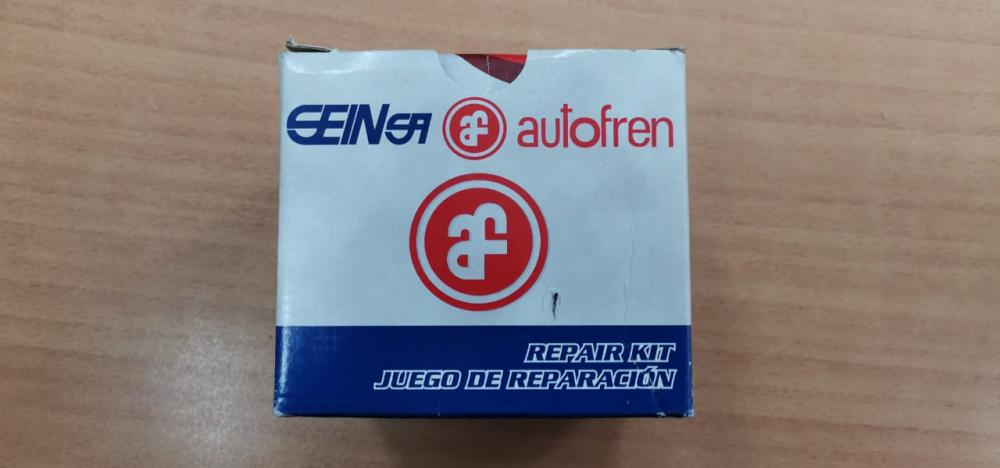 SEINSA af autofren
af
REPAIR KIT
JUEGO DE REPARACIÓN